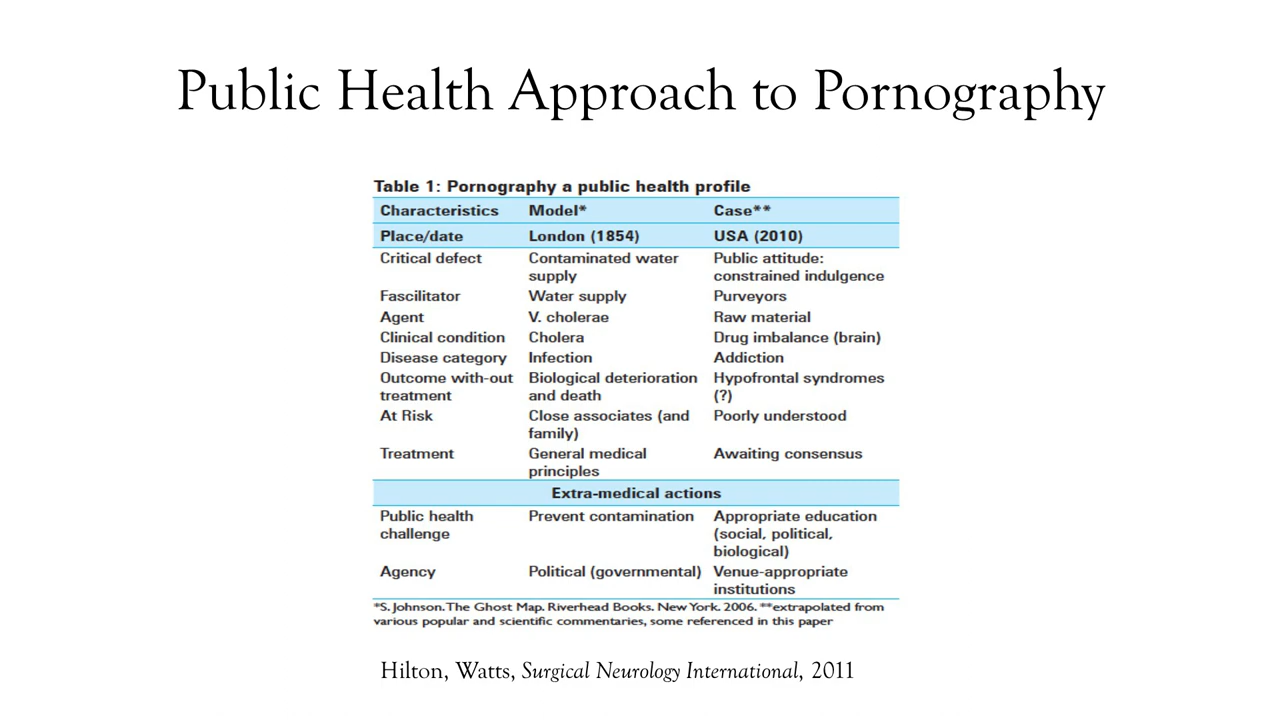 Public Health Approach to Pornography
Table 1: Pornography a public health profile
Characteristics Model* Case**
Place/date London (1854) USA (2010)
Critical defect Contaminated water Public attitude:
supply constrained indulgence
Fascilitator Water supply Purveyors
Agent V. cholerae Raw material
Clinical condition Cholera Drug imbalance (brain)
Disease category Infection Addiction
Outcome with-out Biological deterioration Hypofrontal syndromes
treatment and death (?)
At Risk Close associates (and Poorly understood
family)
Treatment General medical Awaiting consensus
principles
Extra-medical actions
Public health Prevent contamination Appropriate education
challenge (social, political,
biological)
Agency Political (governmental) Venue-appropriate
institutions
*S. Johnson. The Ghost Map. Riverhead Books. New York. 2006. **extrapolated from
various popular and scientific commentaries, some referenced in this paper
Hilton, Watts, Surgical Neurology International, 2011